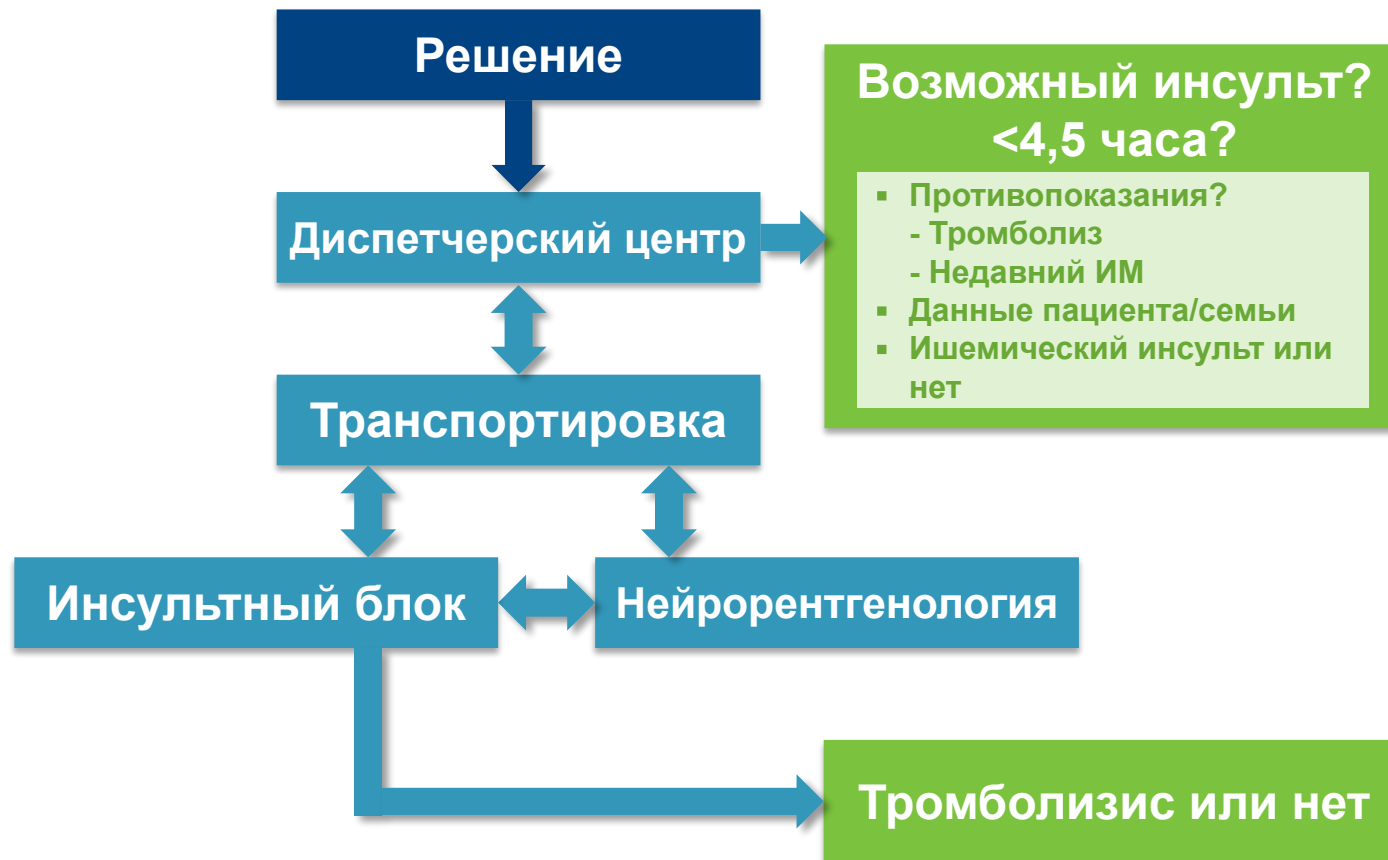 Решение
Возможный инсульт?
<4,5 часа?
▪ Противопоказания?
- Тромболиз
- Недавний ИМ
▪ Данные пациента/семьи
▪ Ишемический инсульт или
нет
Диспетчерский центр
Транспортировка
Инсультный блок
Нейрорентгенология
Тромболизис или нет